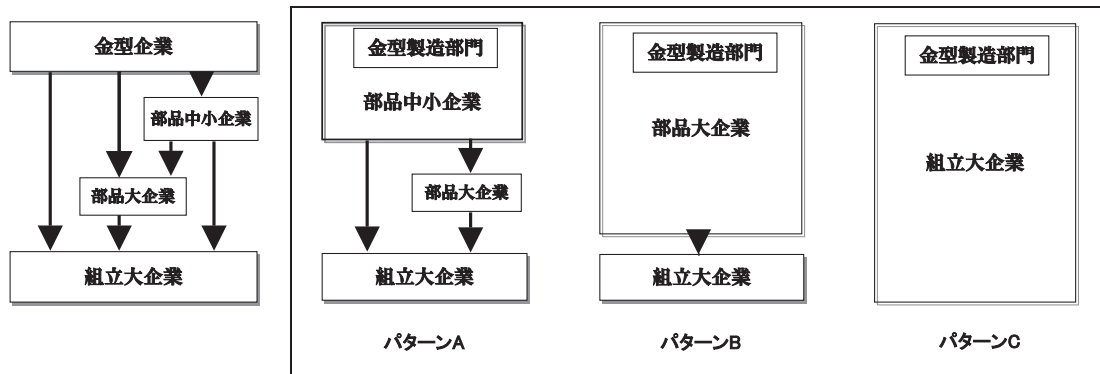 金型企業
部品中小企業
部品大企業
組立大企業
金型製造部門
部品中小企業
部品大企業
組立大企業
パターンA
金型製造部門
部品大企業
組立大企業
パターンB
金型製造部門
組立大企業
パターンC